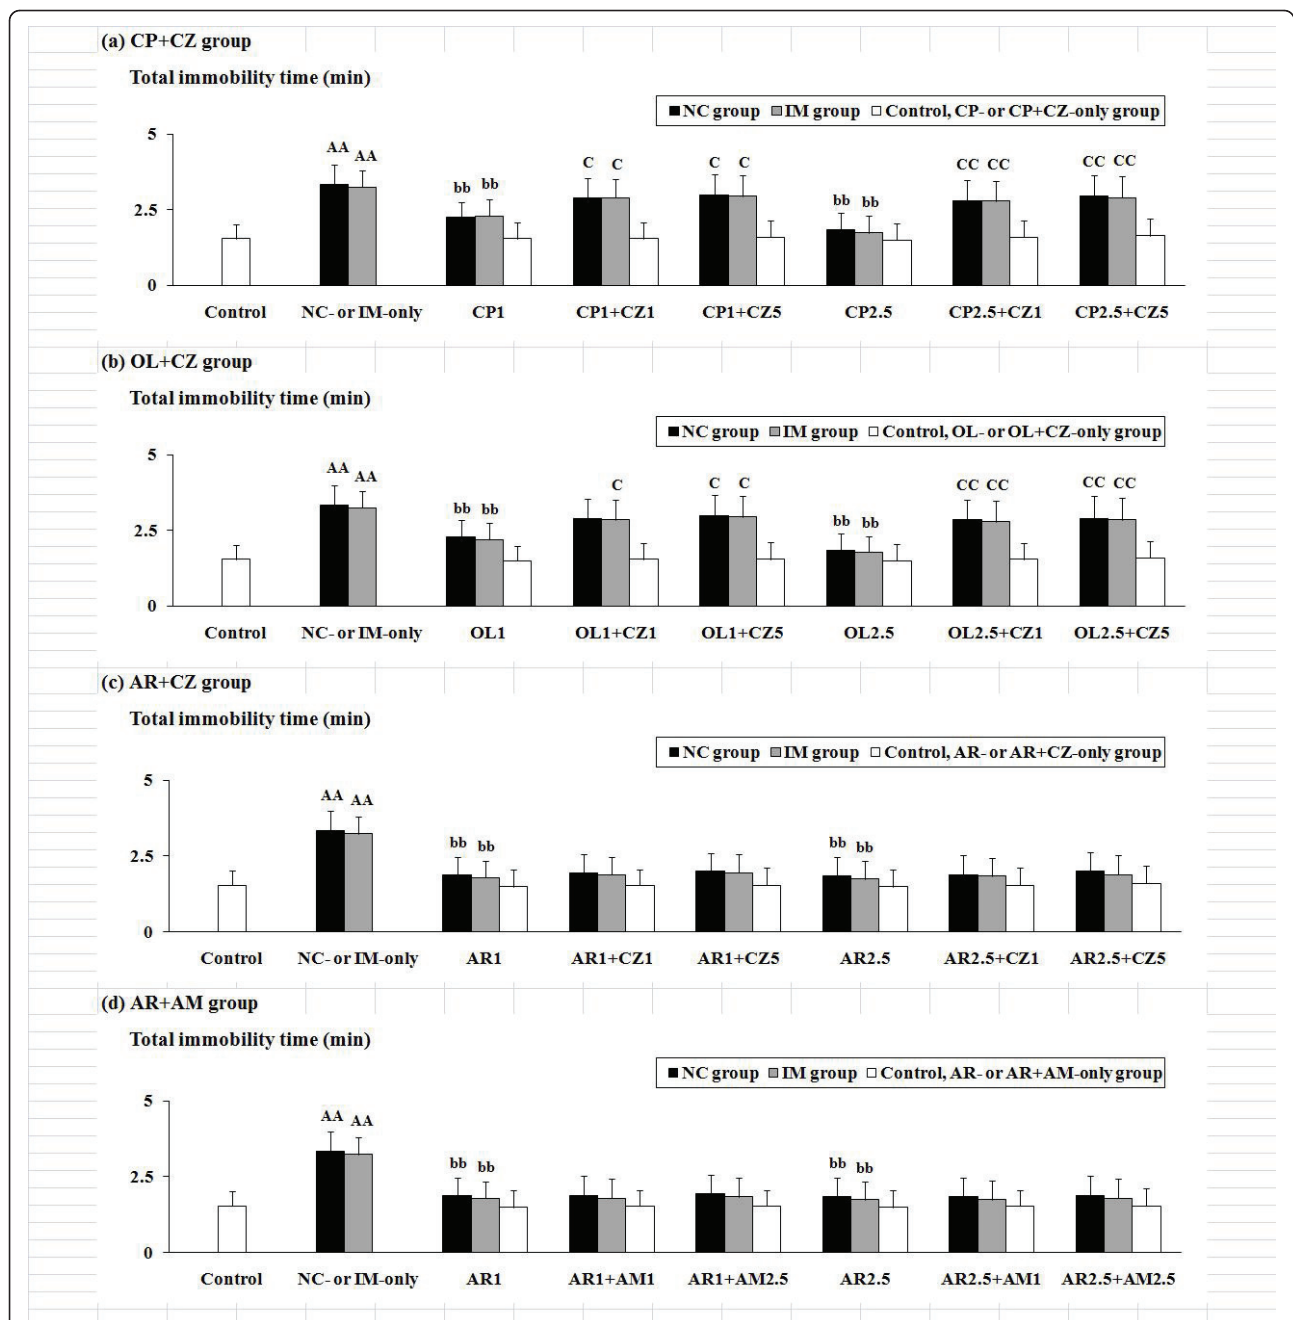 (a) CP+CZ group
Total immobility time (min)
NC group IM group Control, CP- or CP+CZ-only group
5
AA AA bb bb C C C C bb bb CC CC CC CC
2.5
0
Control NC- or IM-only CP1 CP1+CZ1 CP1+CZ5 CP2.5 CP2.5+CZ1 CP2.5+CZ5
(b) OL+CZ group
Total immobility time (min)
NC group IM group Control, OL- or OL+CZ-only group
5
AA AA bb bb C C C bb bb CC CC CC CC
2.5
0
Control NC- or IM-only OL1 OL1+CZ1 OL1+CZ5 OL2.5 OL2.5+CZ1 OL2.5+CZ5
(c) AR+CZ group
Total immobility time (min)
NC group IM group Control, AR- or AR+CZ-only group
5
AA AA bb bb bb bb
2.5
0
Control NC- or IM-only AR1 AR1+CZ1 AR1+CZ5 AR2.5 AR2.5+CZ1 AR2.5+CZ5
(d) AR+AM group
Total immobility time (min)
NC group IM group Control, AR- or AR+AM-only group
5
AA AA bb bb bb bb
2.5
0
Control NC- or IM-only AR1 AR1+AM1 AR1+AM2.5 AR2.5 AR2.5+AM1 AR2.5+AM2.5